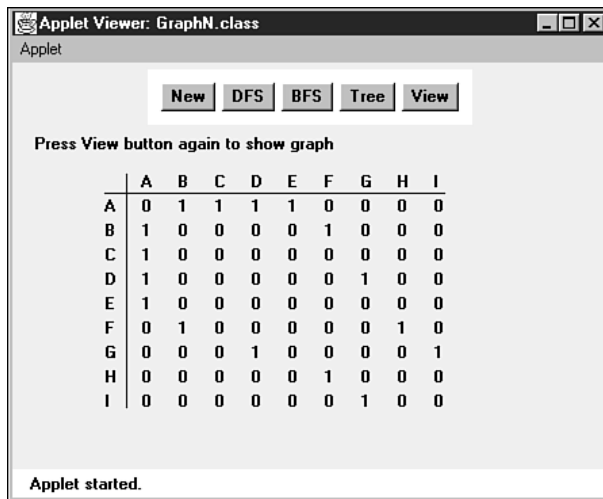 Applet Viewer: GraphN.class
Applet
New DFS BFS Tree View
Press View button again to show graph
A B C D E F G H I
A 0 1 1 1 1 0 0 0 0
B 1 0 0 0 0 1 0 0 0
C 1 0 0 0 0 0 0 0 0
D 1 0 0 0 0 0 1 0 0
E 1 0 0 0 0 0 0 0 0
F 0 1 0 0 0 0 0 1 0
G 0 0 0 1 0 0 0 0 1
H 0 0 0 0 0 1 0 0 0
I 0 0 0 0 0 0 1 0 0
Applet started.